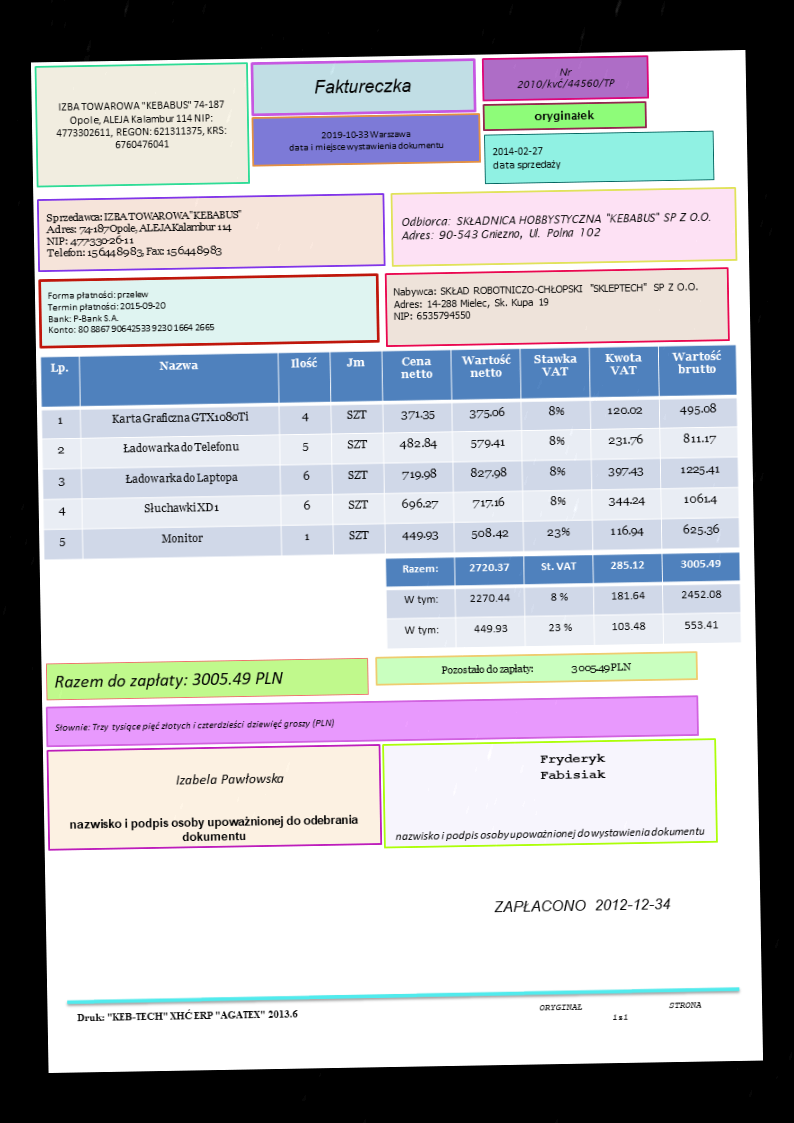 IZBA TOWAROWA "KEBABUS" 74-187
Opole, ALEJA Kalambur 114 NIP:
4773302611, REGON: 621311375, KRS:
6760476041
Faktureczka
2019-10-33 Warszawa
data i miejsce wystawienia dokumentu
Nr
2010/kvć/44560/TP
oryginałek
2014-02-27
data sprzedaży
Sprzedawca: IZBA TOWAROWA "KEBABUS"
Adres: 74-187 Opole, ALEJA Kalambur 114
NIP: 477-330-26-11
Telefon: 156448983, Fax: 156448983
Odbiorca: SKŁADNICA HOBBYSTYCZNA "KEBABUS" SP Z O.O.
Adres: 90-543 Gniezno, Ul. Polna 102
Forma płatności: przelew
Termin płatności: 2015-09-20
Bank: P-Bank S.A.
Konto: 80 8867 9064 2533 9230 1664 2665
Nabywca: SKŁAD ROBOTNICZO-CHŁOPSKI "SKLEPTECH" SP Z O.O.
Adres: 14-288 Mielec, Sk. Kupa 19
NIP: 6535794550
Lp. Nazwa Ilość Jm Cena netto Wartość netto Stawka VAT Kwota VAT Wartość brutto
1 Karta Graficzna GTX1080Ti 4 SZT 371.35 375.06 8% 120.02 495.08
2 Ładowarka do Telefonu 5 SZT 482.84 579.41 8% 231.76 811.17
3 Ładowarka do Laptopa 6 SZT 719.98 827.98 8% 397.43 1225.41
4 Słuchawki XD1 6 SZT 696.27 717.16 8% 344.24 1061.4
5 Monitor 1 SZT 449.93 508.42 23% 116.94 625.36
Razem: 2720.37 St. VAT 285.12 3005.49
W tym: 2270.44 8 % 181.64 2452.08
W tym: 449.93 23 % 103.48 553.41
Razem do zapłaty: 3005.49 PLN
Pozostało do zapłaty: 3005.49 PLN
Słownie: Trzy tysiące pięć złotych i czterdzieści dziewięć groszy (PLN)
Izabela Pawłowska
nazwisko i podpis osoby upoważnionej do odebrania
dokumentu
Fryderyk
Fabisiak
nazwisko i podpis osoby upoważnionej do wystawienia dokumentu
ZAPŁACONO 2012-12-34
Druk: "KEB-TECH" XHĆ ERP "AGATEX" 2013.6
ORYGINAŁ STRONA
1z1